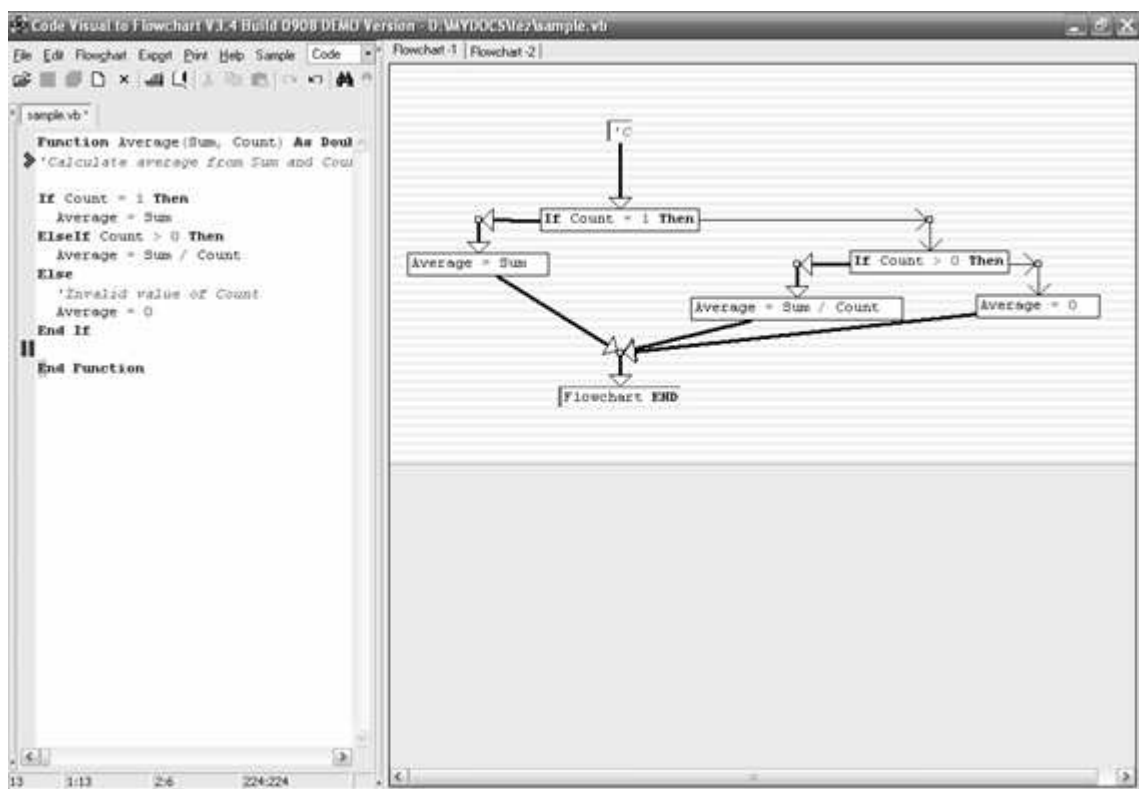 Code Visual to Flowchart V3.4 Build 0908 DEMO Version - D:\MYDOCS\tez\sample.vb
File Edit Flowchart Export Print Help Sample Code
Flowchart -1 Flowchart -2
sample.vb *
Function Average(Sum, Count) As Doul
'Calculate average from Sum and Cou
If Count = 1 Then
Average = Sum
ElseIf Count > 0 Then
Average = Sum / Count
Else
'Invalid value of Count
Average = 0
End If
End Function
'C
If Count = 1 Then
Average = Sum
If Count > 0 Then
Average = Sum / Count
Average = 0
Flowchart END
13 1:13 2:6 224:224